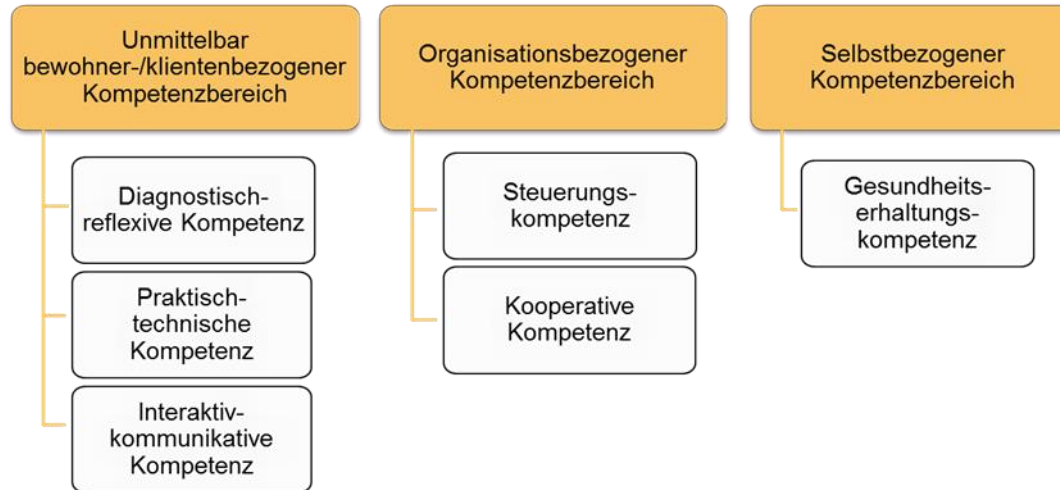 Unmittelbar
bewohner-/klientenbezogener
Kompetenzbereich
Diagnostisch-
reflexive Kompetenz
Praktisch-
technische
Kompetenz
Interaktiv-
kommunikative
Kompetenz
Organisationsbezogener
Kompetenzbereich
Steuerungs-
kompetenz
Kooperative
Kompetenz
Selbstbezogener
Kompetenzbereich
Gesundheits-
erhaltungs-
kompetenz